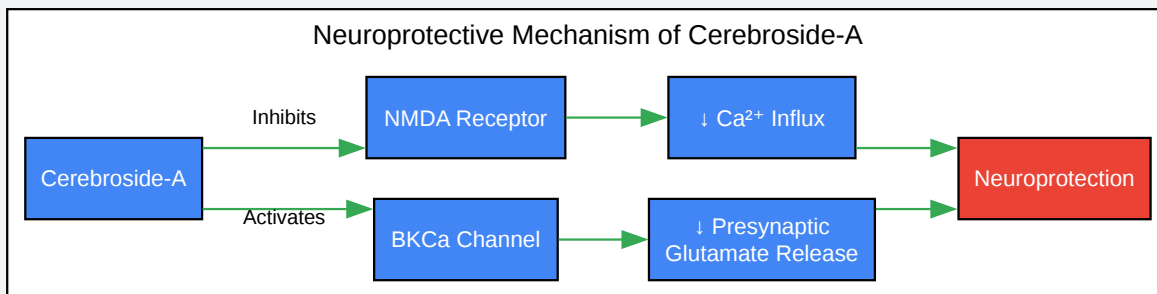 Neuroprotective Mechanism of Cerebroside-A
Inhibits
NMDA Receptor
↓ Ca²⁺ Influx
Cerebroside-A
Neuroprotection
Activates
BKCa Channel
↓ Presynaptic
Glutamate Release